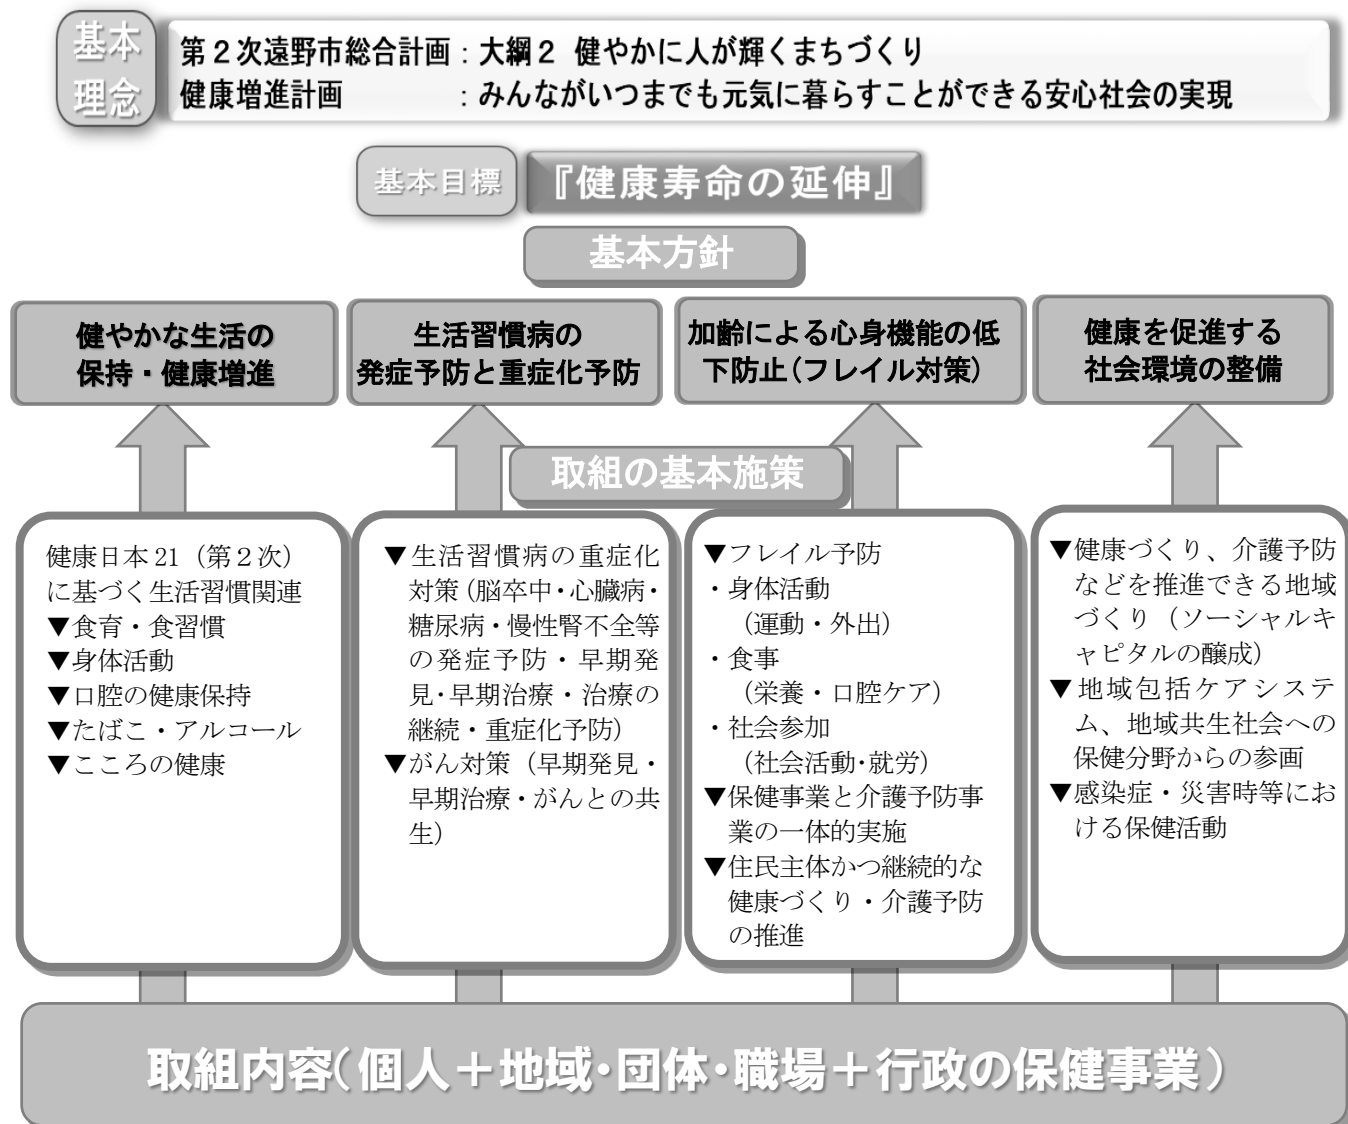 基本
理念
第２次遠野市総合計画：大綱２ 健やかに人が輝くまちづくり
健康増進計画　　　　：みんながいつまでも元気に暮らすことができる安心社会の実現
基本目標
『健康寿命の延伸』
基本方針
健やかな生活の
保持・健康増進
生活習慣病の
発症予防と重症化予防
加齢による心身機能の低
下防止（フレイル対策）
健康を促進する
社会環境の整備
取組の基本施策
健康日本21（第２次）
に基づく生活習慣関連
▼食育・食習慣
▼身体活動
▼口腔の健康保持
▼たばこ・アルコール
▼こころの健康
▼生活習慣病の重症化
対策（脳卒中・心臓病・
糖尿病・慢性腎不全等
の発症予防・早期発
見・早期治療・治療の
継続・重症化予防）
▼がん対策（早期発見・
早期治療・がんとの共
生）
▼フレイル予防
・身体活動
（運動・外出）
・食事
（栄養・口腔ケア）
・社会参加
（社会活動・就労）
▼保健事業と介護予防事
業の一体的実施
▼住民主体かつ継続的な
健康づくり・介護予防
の推進
▼健康づくり、介護予防
などを推進できる地域
づくり（ソーシャルキ
ャピタルの醸成）
▼地域包括ケアシステ
ム、地域共生社会への
保健分野からの参画
▼感染症・災害時等にお
ける保健活動
取組内容（個人＋地域・団体・職場＋行政の保健事業）